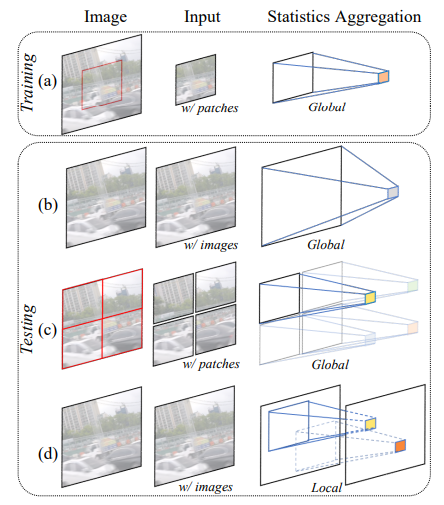 Image Input Statistics Aggregation
Training
(a)
w/ patches
Global
Testing
(b)
w/ images
Global
(c)
w/ patches
Global
(d)
w/ images
Local